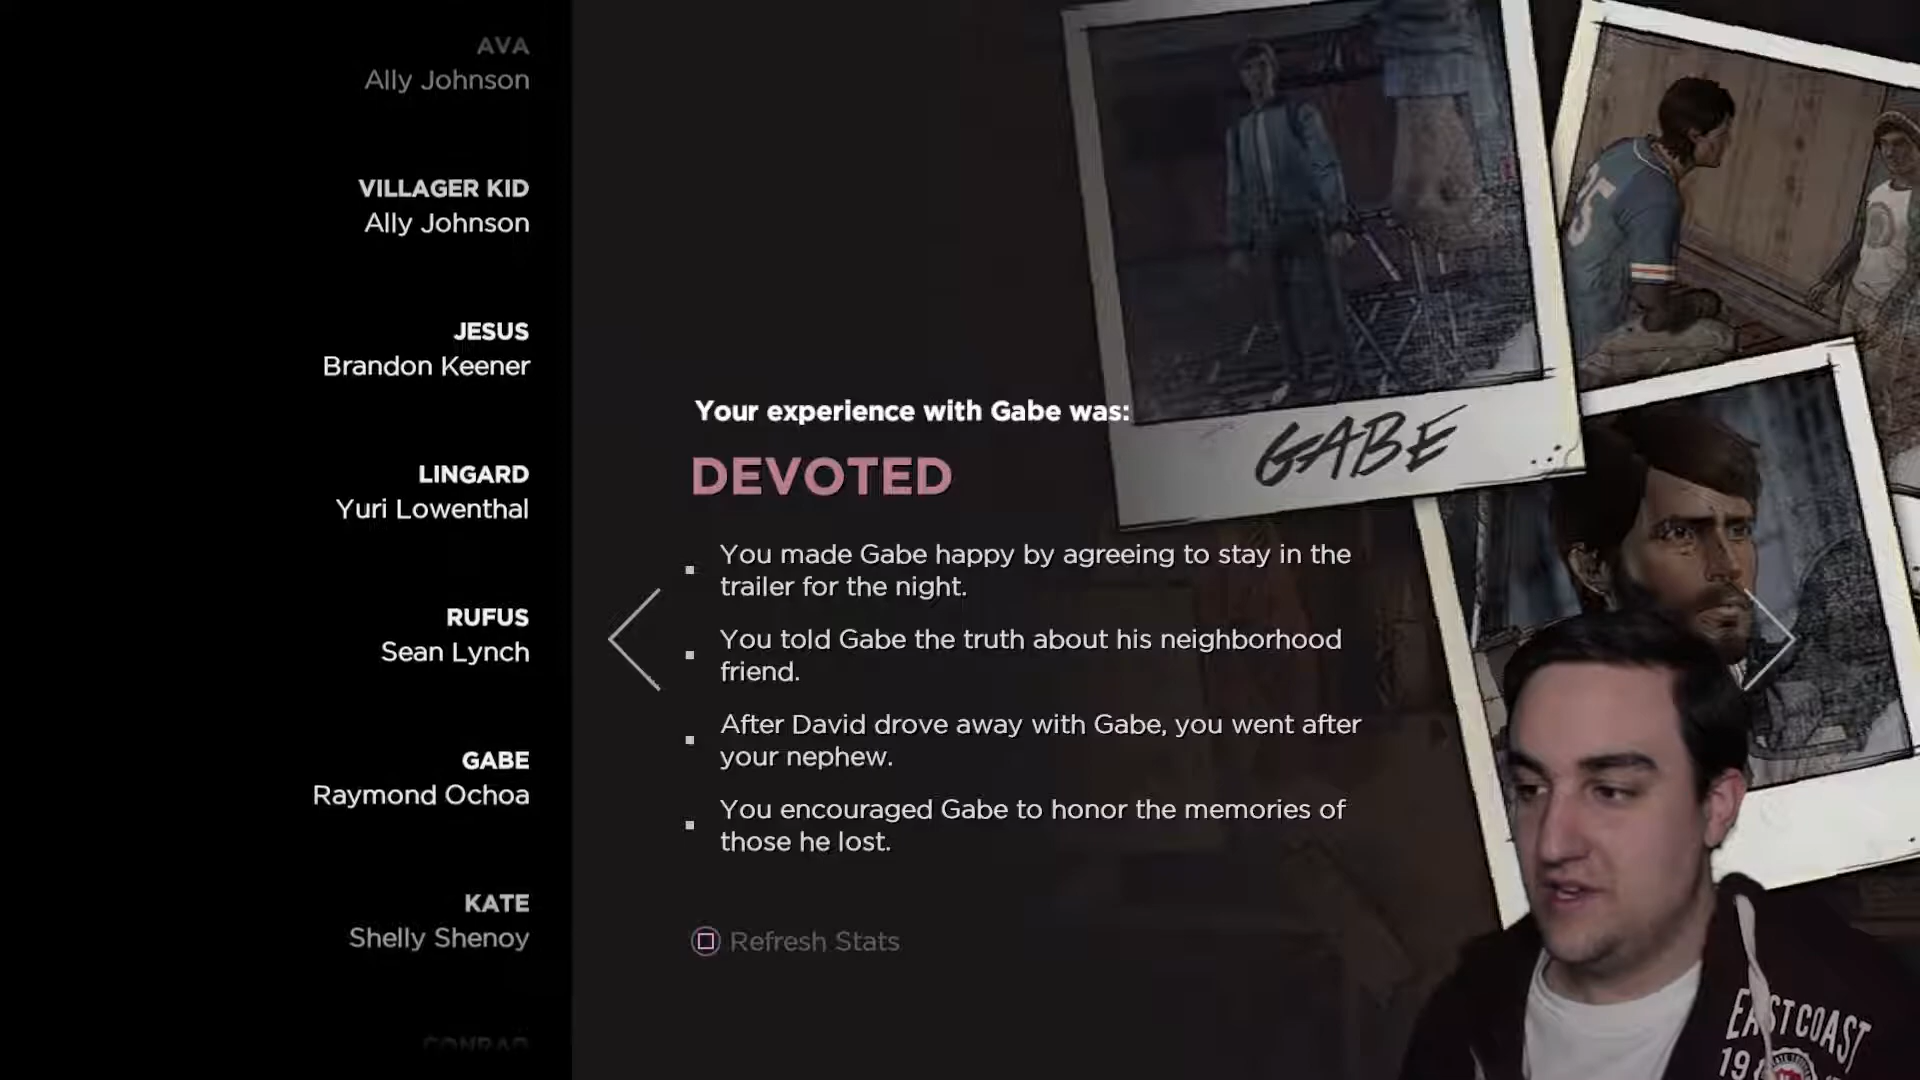 AVA
Ally Johnson
VILLAGER KID
Ally Johnson
JESUS
Brandon Keener
LINGARD
Yuri Lowenthal
RUFUS
Sean Lynch
GABE
Raymond Ochoa
KATE
Shelly Shenoy
CONRAD
Your experience with Gabe was:
DEVOTED
You made Gabe happy by agreeing to stay in the
trailer for the night.
You told Gabe the truth about his neighborhood
friend.
After David drove away with Gabe, you went after
your nephew.
You encouraged Gabe to honor the memories of
those he lost.
Refresh Stats
GABE
EAST COAST
19